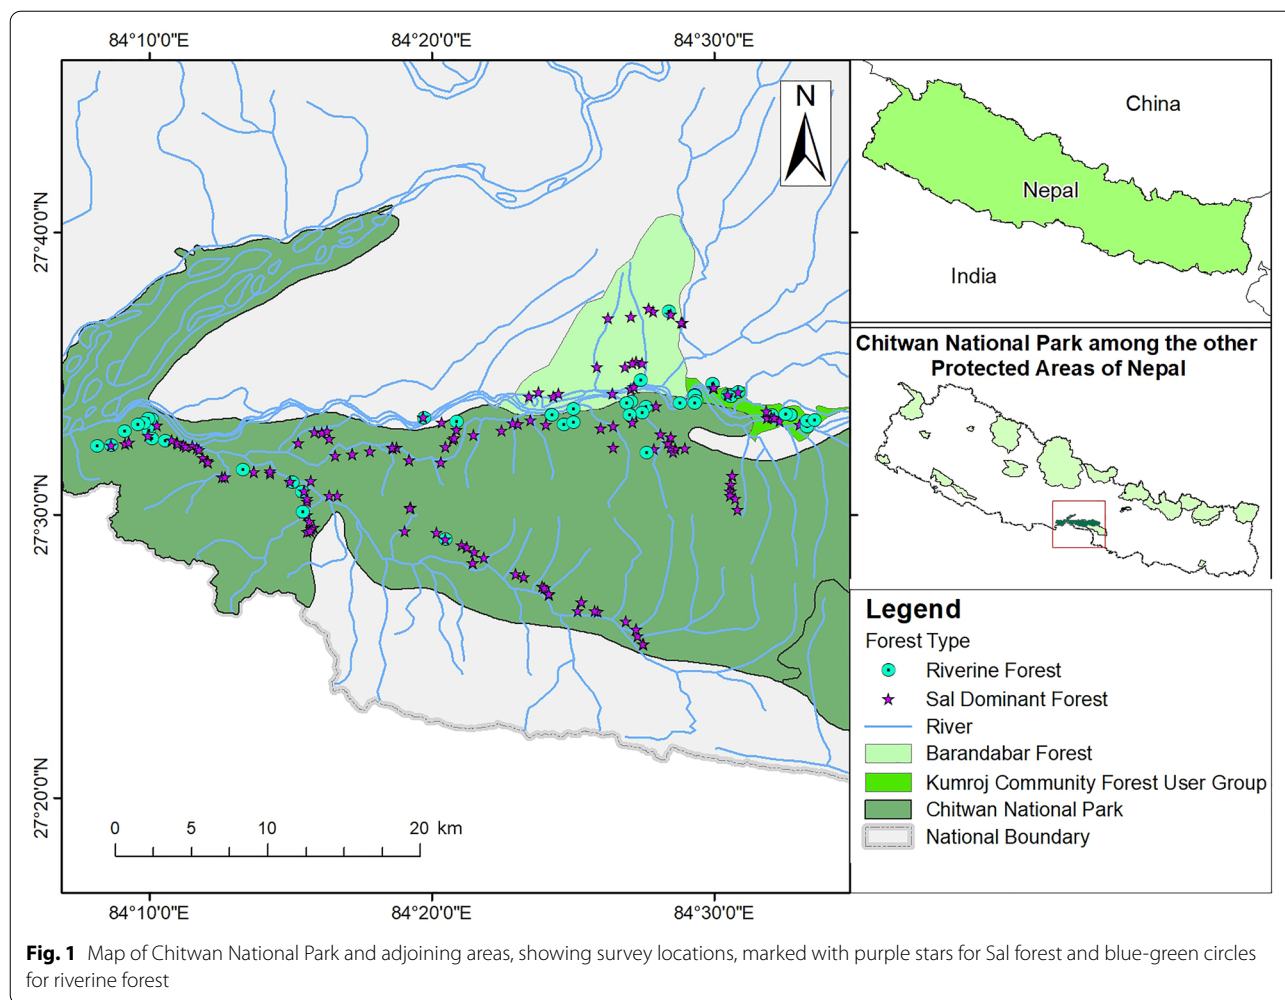 84°10'0"E 84°20'0"E 84°30'0"E
N
27°40'0"N
27°30'0"N
27°20'0"N
0 5 10 20 km
84°10'0"E 84°20'0"E 84°30'0"E
China
Nepal
India
Chitwan National Park among the other
Protected Areas of Nepal
Legend
Forest Type
Riverine Forest
Sal Dominant Forest
River
Barandabar Forest
Kumroj Community Forest User Group
Chitwan National Park
National Boundary
Fig. 1 Map of Chitwan National Park and adjoining areas, showing survey locations, marked with purple stars for Sal forest and blue-green circles
for riverine forest